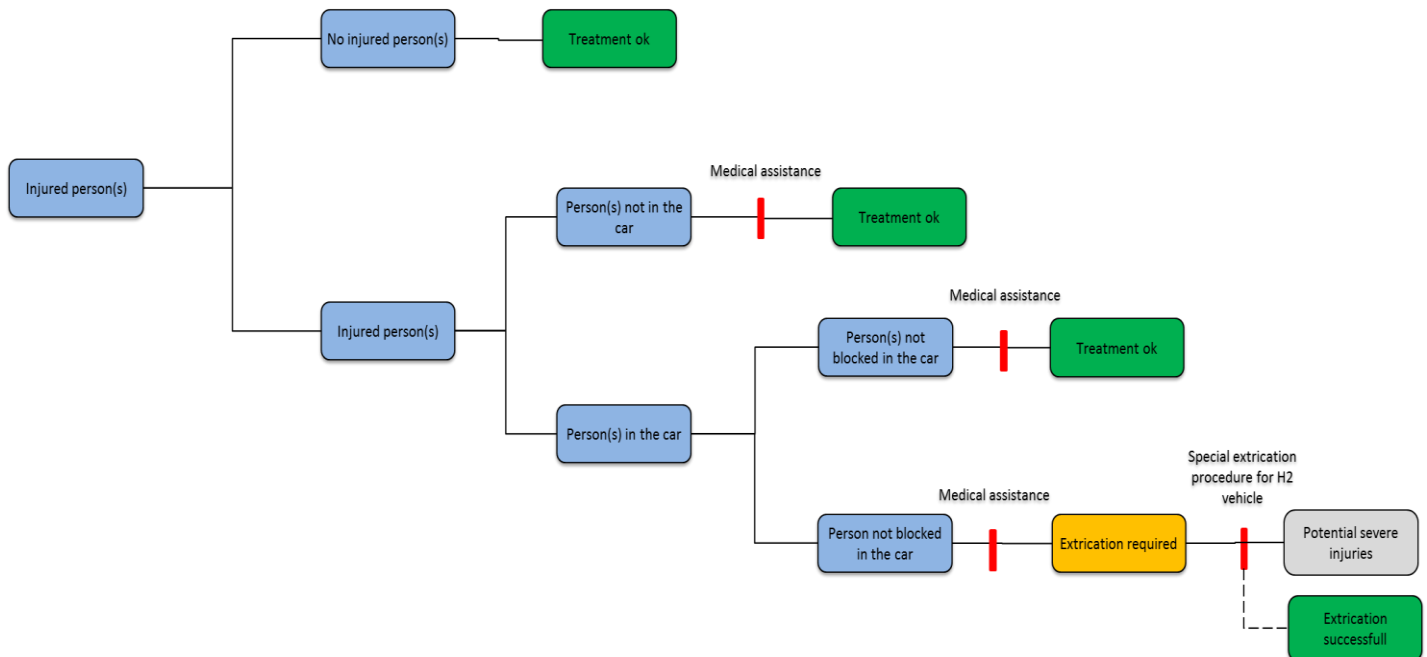 No injured person(s)
Treatment ok
Injured person(s)
Medical assistance
Person(s) not in the
car
Treatment ok
Injured person(s)
Medical assistance
Person(s) not
blocked in the car
Treatment ok
Person(s) in the car
Special extrication
procedure for H2
vehicle
Medical assistance
Person not blocked
in the car
Extrication required
Potential severe
injuries
Extrication
successfull